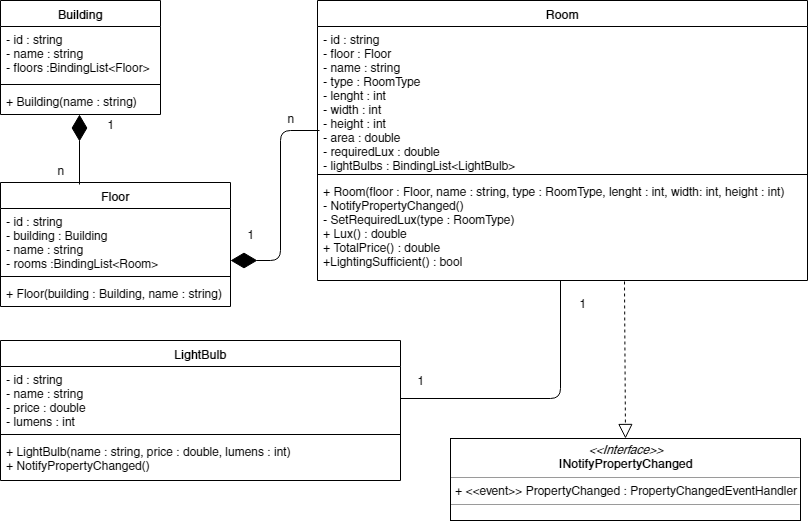 Building
- id : string
- name : string
- floors :BindingList<Floor>
+ Building(name : string)
1
n
Floor
- id : string
- building : Building
- name : string
- rooms :BindingList<Room>
+ Floor(building : Building, name : string)
1
n
Room
- id : string
- floor : Floor
- name : string
- type : RoomType
- lenght : int
- width : int
- height : int
- area : double
- requiredLux : double
- lightBulbs : BindingList<LightBulb>
+ Room(floor : Floor, name : string, type : RoomType, lenght : int, width: int, height : int)
- NotifyPropertyChanged()
- SetRequiredLux(type : RoomType)
+ Lux() : double
+ TotalPrice() : double
+LightingSufficient() : bool
1
1
LightBulb
- id : string
- name : string
- price : double
- lumens : int
+ LightBulb(name : string, price : double, lumens : int)
+ NotifyPropertyChanged()
<<Interface>>
INotifyPropertyChanged
+ <<event>> PropertyChanged : PropertyChangedEventHandler